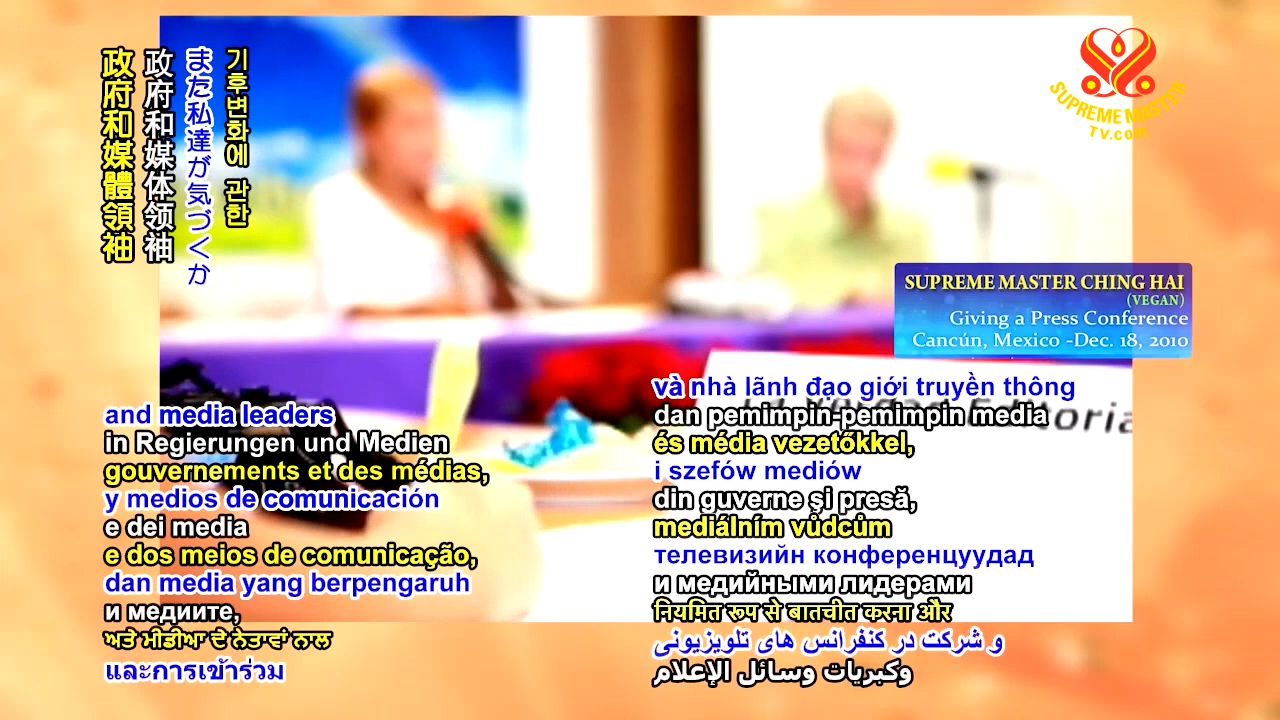 政府和媒體領袖
政府和媒体领袖
また私達が気づくか
기후변화에 관한
SUPREME MASTER
TV.com
SUPREME MASTER CHING HAI
(VEGAN)
Giving a Press Conference
Cancún, Mexico -Dec. 18, 2010
and media leaders
in Regierungen und Medien
gouvernements et des médias,
y medios de comunicación
e dei media
e dos meios de comunicação,
dan media yang berpengaruh
и медиите,
ਅਤੇ ਮੀਡੀਆ ਦੇ ਨੇਤਾਵਾਂ ਨਾਲ
และการเข้าร่วม
và nhà lãnh đạo giới truyền thông
dan pemimpin-pemimpin media
és média vezetőkkel,
i szefów mediów
din guverne şi presă,
mediálním vůdcům
телевизийн конференцуудад
и медийными лидерами
नियमित रूप से बातचीत करना और
و شرکت در کنفرانس های تلویزیونی
وكبريات وسائل الإعلام